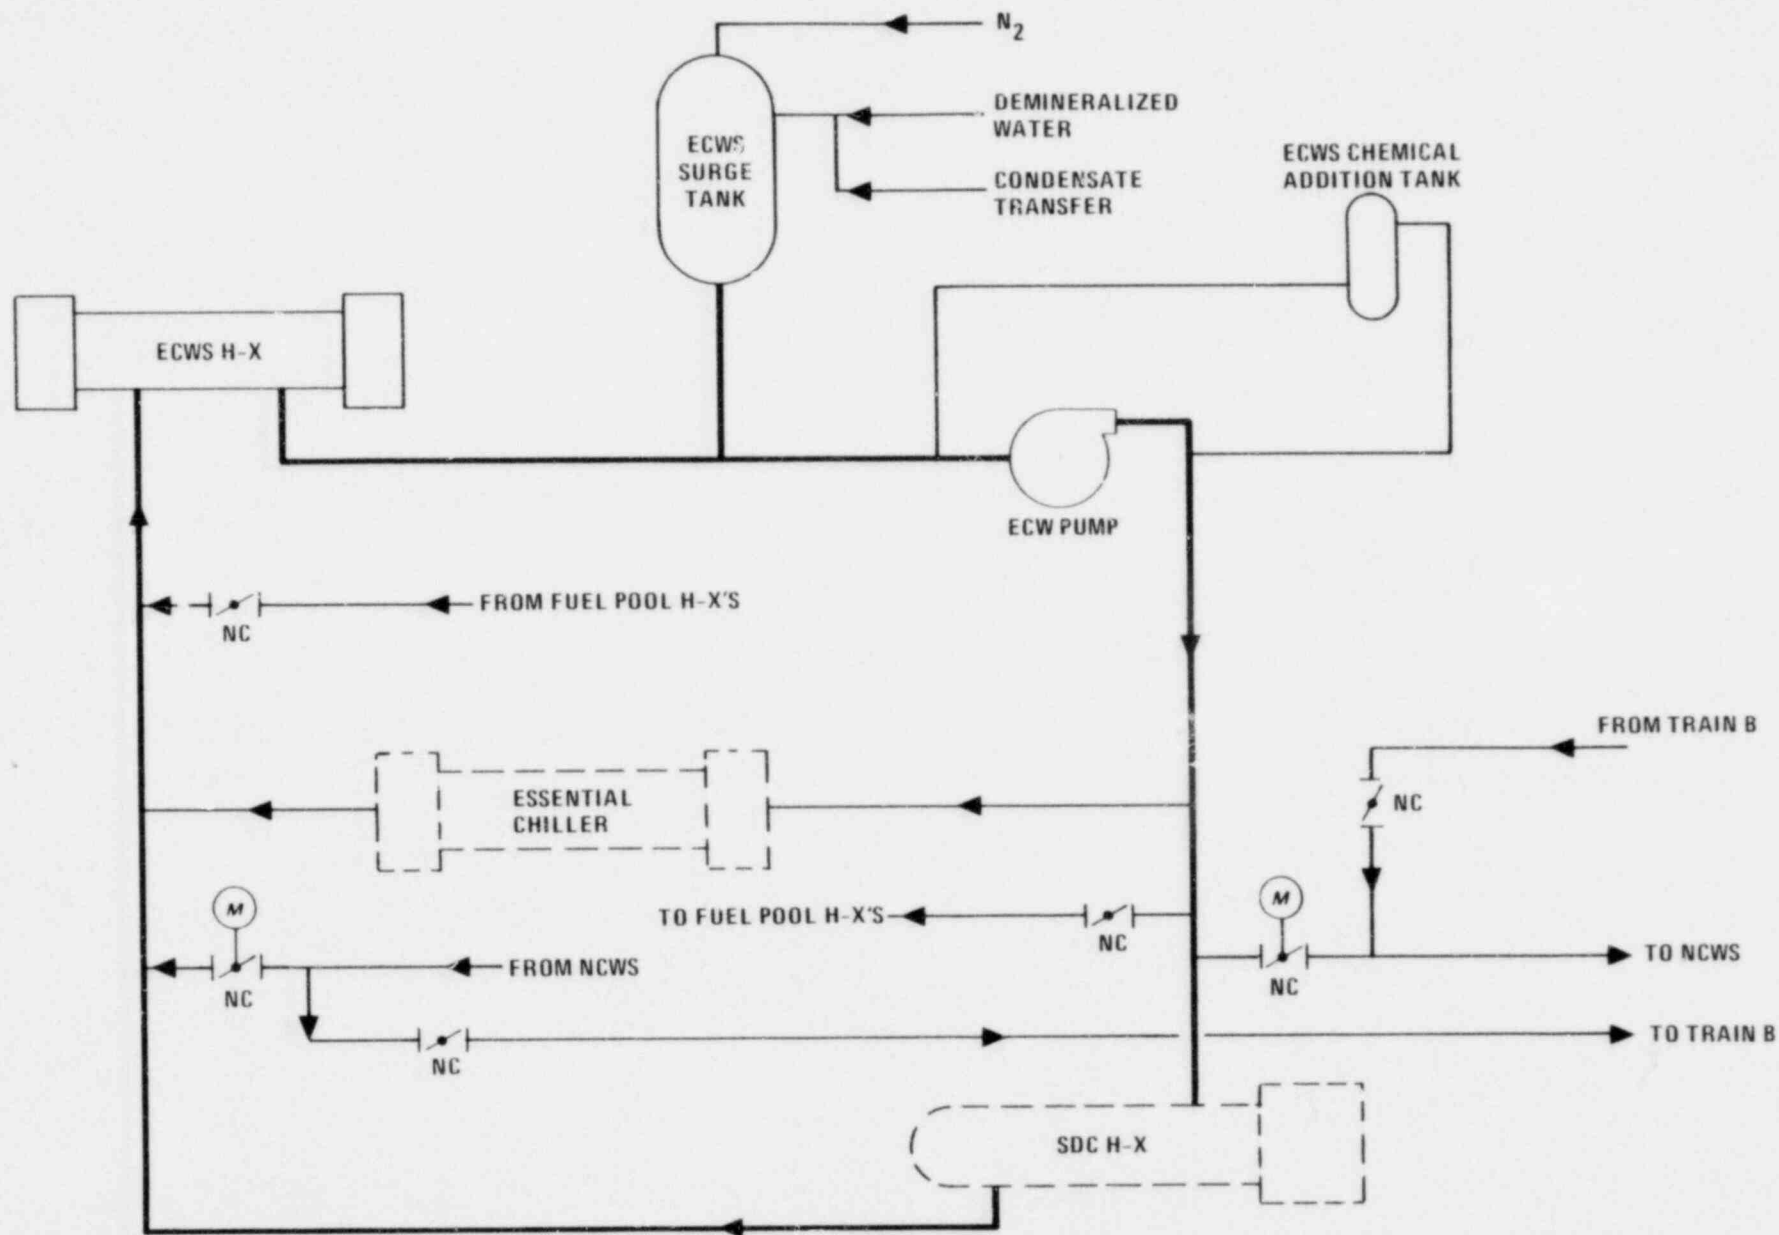 N2
DEMINERALIZED
WATER
ECWS
SURGE
TANK
CONDENSATE
TRANSFER
ECWS CHEMICAL
ADDITION TANK
ECWS H-X
ECW PUMP
FROM FUEL POOL H-X'S
NC
FROM TRAIN B
ESSENTIAL
CHILLER
NC
M
TO FUEL POOL H-X'S
NC
M
FROM NCWS
NC
TO NCWS
NC
NC
TO TRAIN B
SDC H-X